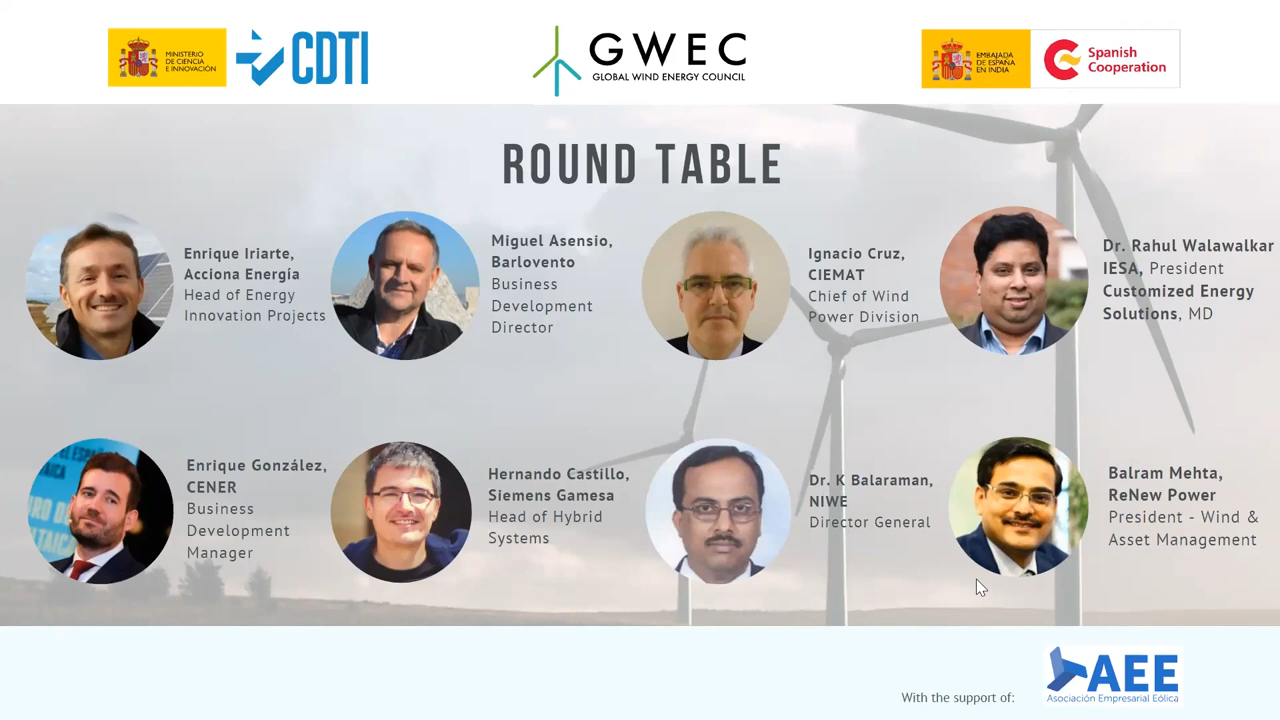 MINISTERIO
DE CIENCIA
E INNOVACIÓN
CDTI
GWEC
GLOBAL WIND ENERGY COUNCIL
EMBAJADA
DE ESPAÑA
EN INDIA
Spanish
Cooperation
ROUND TABLE
Enrique Iriarte,
Acciona Energía
Head of Energy
Innovation Projects
Miguel Asensio,
Barlovento
Business
Development
Director
Ignacio Cruz,
CIEMAT
Chief of Wind
Power Division
Dr. Rahul Walawalkar
IESA, President
Customized Energy
Solutions, MD
Enrique González,
CENER
Business
Development
Manager
Hernando Castillo,
Siemens Gamesa
Head of Hybrid
Systems
Dr. K Balaraman,
NIWE
Director General
Balram Mehta,
ReNew Power
President - Wind &
Asset Management
With the support of:
AEE
Asociación Empresarial Eólica